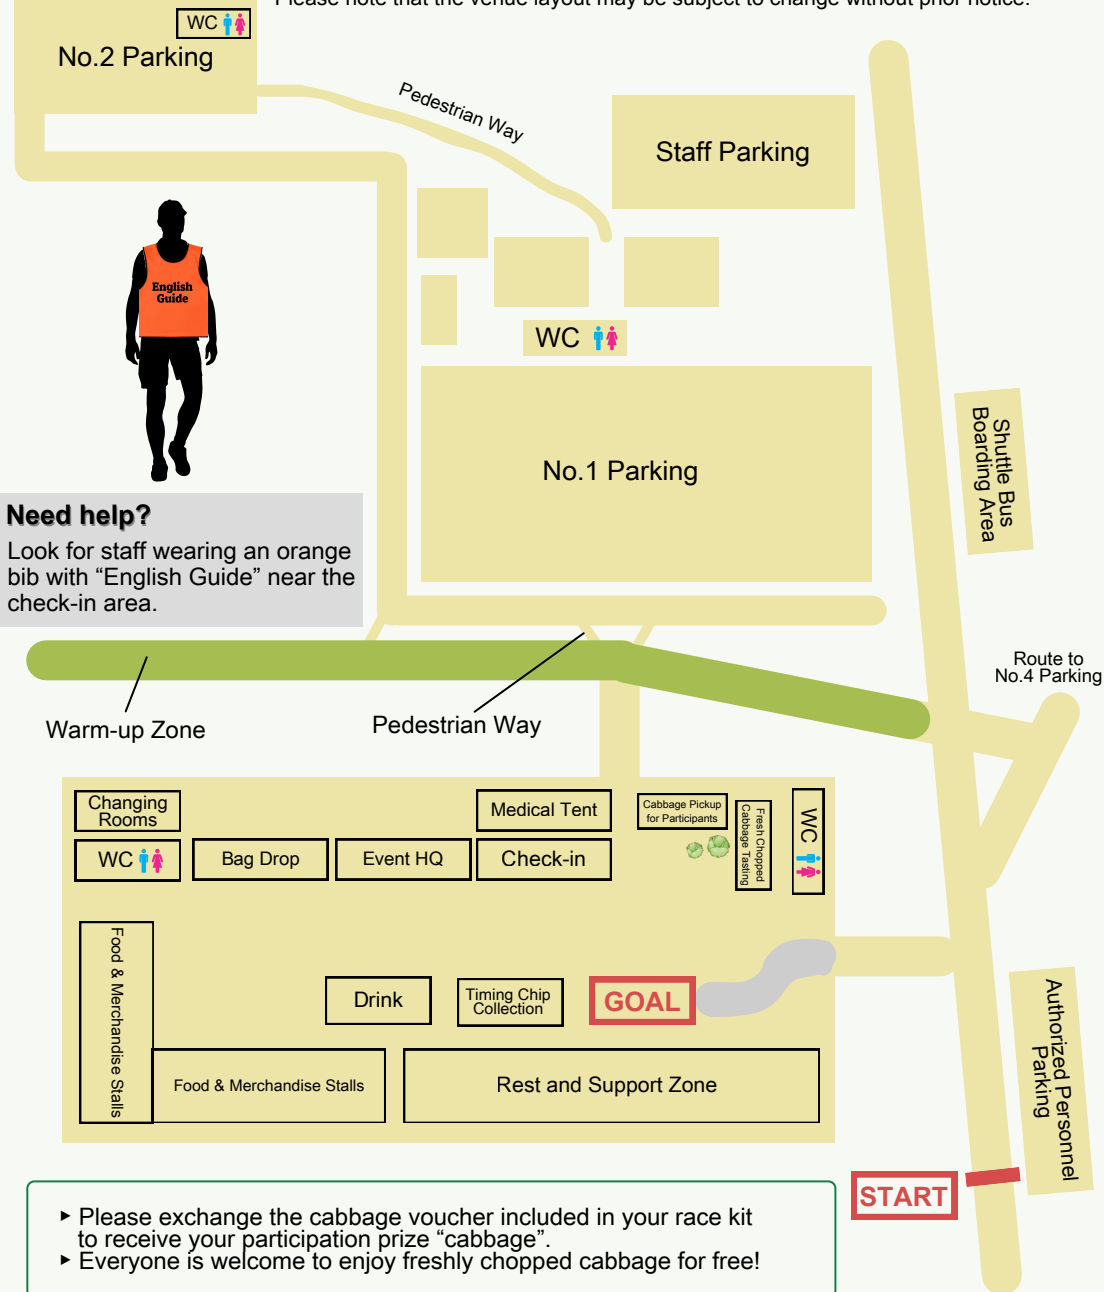 Please note that the venue layout may be subject to change without prior notice.
WC
No.2 Parking
Pedestrian Way
Staff Parking
English
Guide
WC
No.1 Parking
Shuttle Bus
Boarding Area
Need help?
Look for staff wearing an orange
bib with “English Guide” near the
check-in area.
Route to
No.4 Parking
Warm-up Zone
Pedestrian Way
Changing
Rooms
Medical Tent
Cabbage Pickup
for Participants
Fresh Chopped
Cabbage Tasting
WC
WC
Bag Drop
Event HQ
Check-in
Food & Merchandise Stalls
Drink
Timing Chip
Collection
GOAL
Authorized Personnel
Parking
Food & Merchandise Stalls
Rest and Support Zone
START
▸ Please exchange the cabbage voucher included in your race kit
to receive your participation prize “cabbage”.
▸ Everyone is welcome to enjoy freshly chopped cabbage for free!